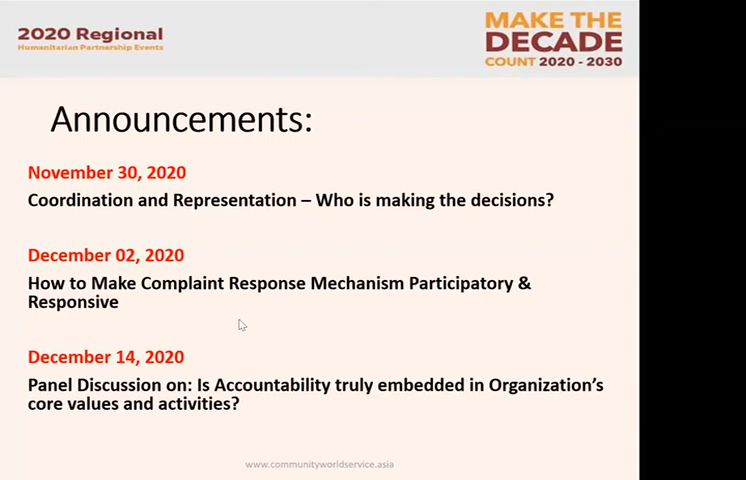 2020 Regional
Humanitarian Partnership Events
MAKE THE
DECADE
COUNT 2020 - 2030
Announcements:
November 30, 2020
Coordination and Representation – Who is making the decisions?
December 02, 2020
How to Make Complaint Response Mechanism Participatory &
Responsive
December 14, 2020
Panel Discussion on: Is Accountability truly embedded in Organization's
core values and activities?
www.communityworldservice.asia